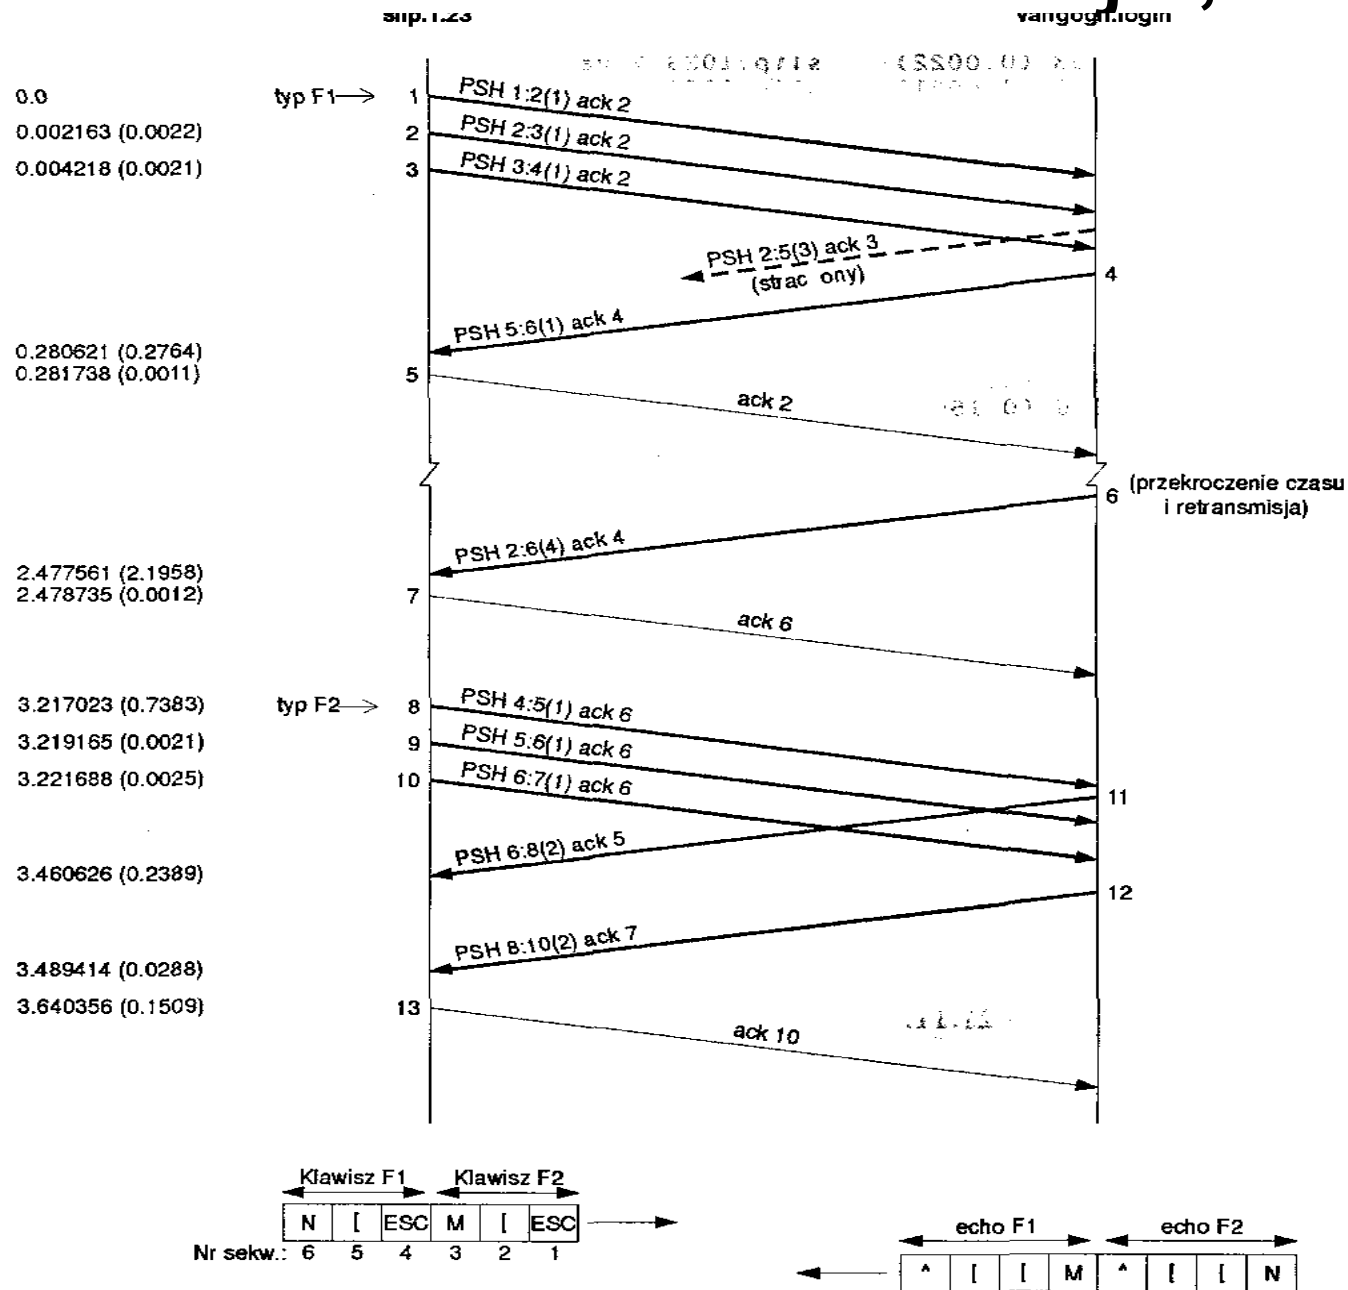 slip.1.23 vangogh.login
0.0 typ F1 1 PSH 1:2(1) ack 2
0.002163 (0.0022) 2 PSH 2:3(1) ack 2
0.004218 (0.0021) 3 PSH 3:4(1) ack 2
PSH 2:5(3) ack 3
(strac ony) 4
PSH 5:6(1) ack 4
0.280621 (0.2764)
0.281738 (0.0011) 5
ack 2
6 (przekroczenie czasu
i retransmisja)
PSH 2:6(4) ack 4
2.477561 (2.1958)
2.478735 (0.0012) 7
ack 6
3.217023 (0.7383) typ F2 8 PSH 4:5(1) ack 6
3.219165 (0.0021) 9 PSH 5:6(1) ack 6
3.221688 (0.0025) 10 PSH 6:7(1) ack 6
11
PSH 6:8(2) ack 5
3.460626 (0.2389)
12
PSH 8:10(2) ack 7
3.489414 (0.0288)
3.640356 (0.1509) 13
ack 10
Klawisz F1 Klawisz F2
N [ ESC M [ ESC
Nr sekw.: 6 5 4 3 2 1
echo F1 echo F2
^ [ [ M ^ [ [ N